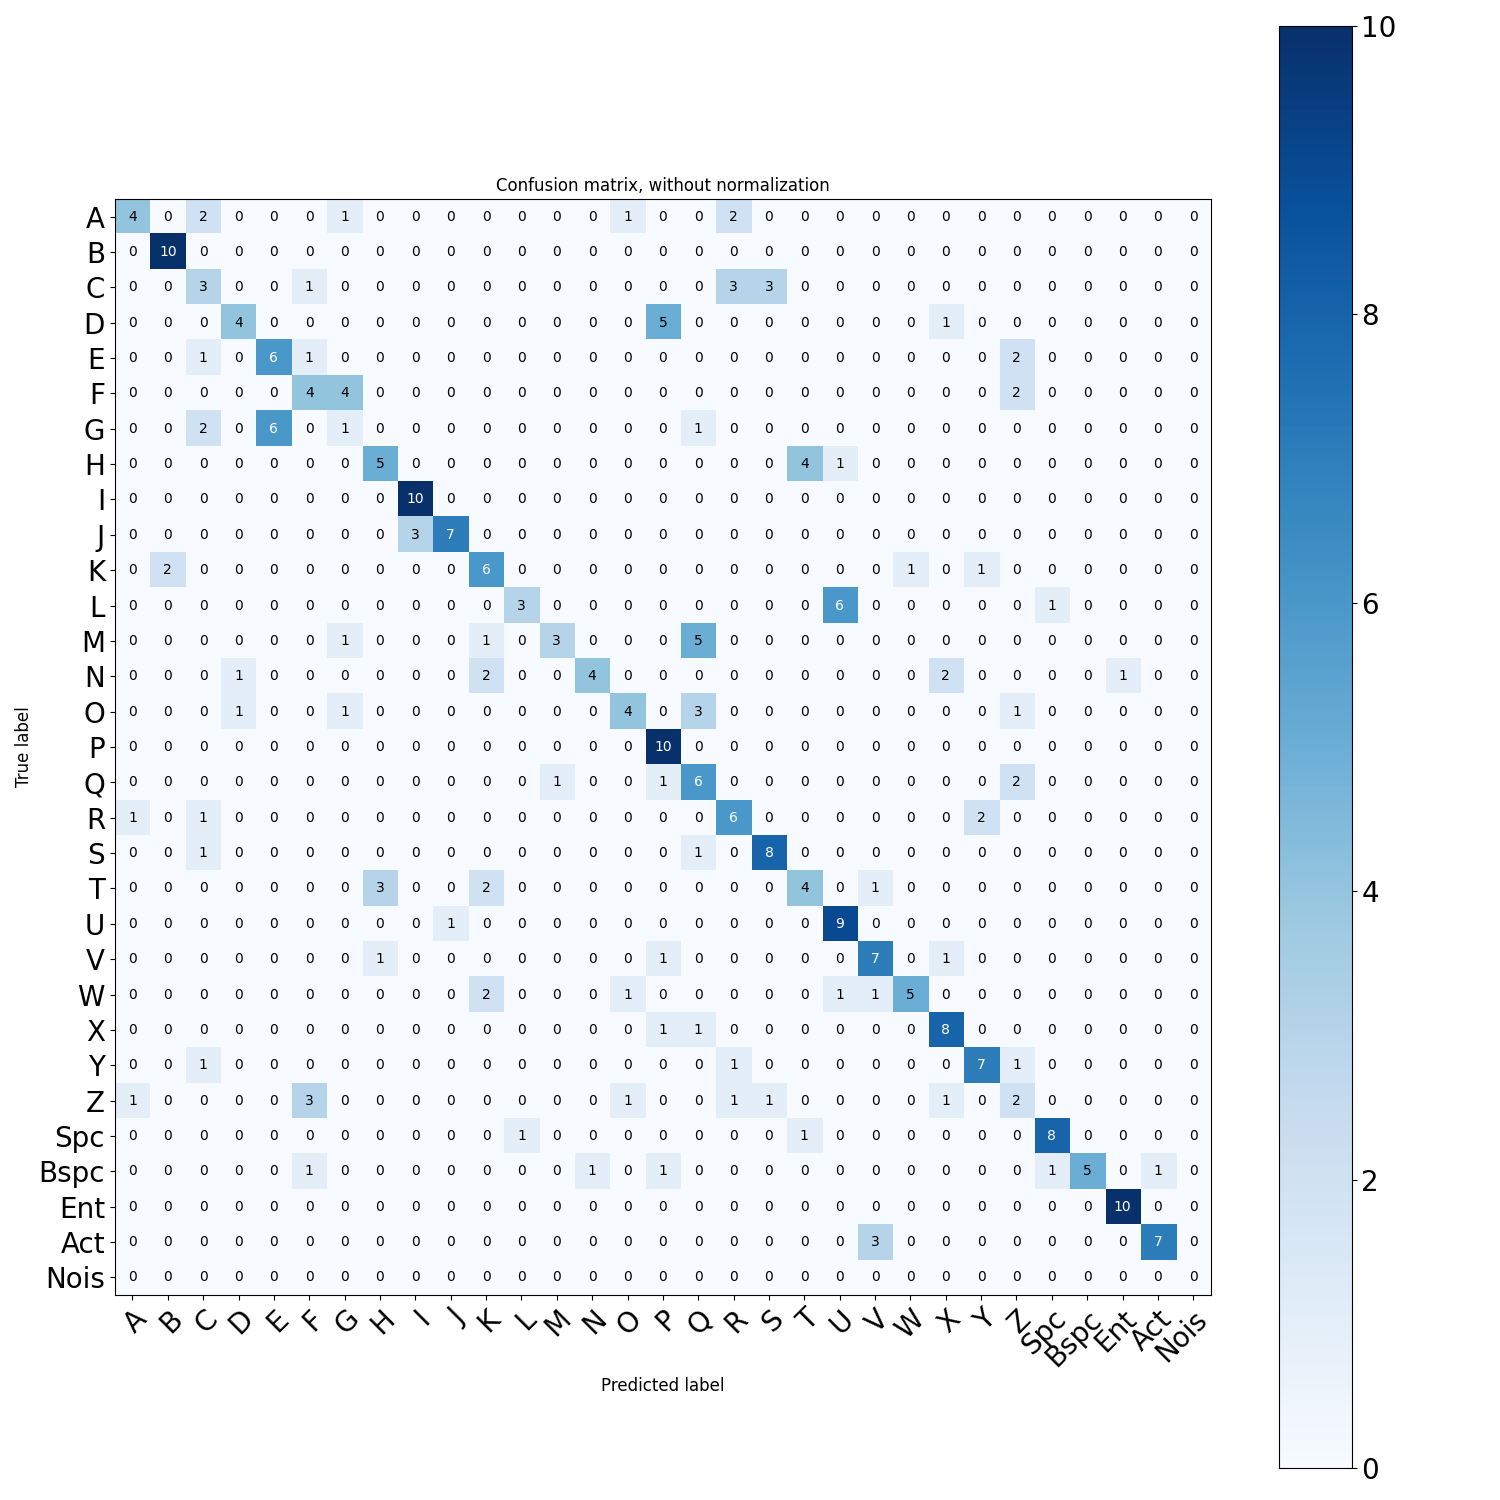 Confusion matrix, without normalization
True label
A 4 0 2 0 0 0 1 0 0 0 0 0 0 0 1 0 0 2 0 0 0 0 0 0 0 0 0 0 0 0 0
B 0 10 0 0 0 0 0 0 0 0 0 0 0 0 0 0 0 0 0 0 0 0 0 0 0 0 0 0 0 0 0
C 0 0 3 0 0 1 0 0 0 0 0 0 0 0 0 0 0 3 3 0 0 0 0 0 0 0 0 0 0 0 0
D 0 0 0 4 0 0 0 0 0 0 0 0 0 0 0 5 0 0 0 0 0 0 0 1 0 0 0 0 0 0 0
E 0 0 1 0 6 1 0 0 0 0 0 0 0 0 0 0 0 0 0 0 0 0 0 0 0 2 0 0 0 0 0
F 0 0 0 0 0 4 4 0 0 0 0 0 0 0 0 0 0 0 0 0 0 0 0 0 0 2 0 0 0 0 0
G 0 0 2 0 6 0 1 0 0 0 0 0 0 0 0 0 1 0 0 0 0 0 0 0 0 0 0 0 0 0 0
H 0 0 0 0 0 0 0 5 0 0 0 0 0 0 0 0 0 0 0 4 1 0 0 0 0 0 0 0 0 0 0
I 0 0 0 0 0 0 0 0 10 0 0 0 0 0 0 0 0 0 0 0 0 0 0 0 0 0 0 0 0 0 0
J 0 0 0 0 0 0 0 0 3 7 0 0 0 0 0 0 0 0 0 0 0 0 0 0 0 0 0 0 0 0 0
K 0 2 0 0 0 0 0 0 0 0 6 0 0 0 0 0 0 0 0 0 0 0 1 0 1 0 0 0 0 0 0
L 0 0 0 0 0 0 0 0 0 0 0 3 0 0 0 0 0 0 0 0 6 0 0 0 0 0 1 0 0 0 0
M 0 0 0 0 0 0 1 0 0 0 1 0 3 0 0 0 5 0 0 0 0 0 0 0 0 0 0 0 0 0 0
N 0 0 0 1 0 0 0 0 0 0 2 0 0 4 0 0 0 0 0 0 0 0 0 2 0 0 0 0 1 0 0
O 0 0 0 1 0 0 1 0 0 0 0 0 0 0 4 0 3 0 0 0 0 0 0 0 0 1 0 0 0 0 0
P 0 0 0 0 0 0 0 0 0 0 0 0 0 0 0 10 0 0 0 0 0 0 0 0 0 0 0 0 0 0 0
Q 0 0 0 0 0 0 0 0 0 0 0 0 1 0 0 1 6 0 0 0 0 0 0 0 0 2 0 0 0 0 0
R 1 0 1 0 0 0 0 0 0 0 0 0 0 0 0 0 0 6 0 0 0 0 0 0 2 0 0 0 0 0 0
S 0 0 1 0 0 0 0 0 0 0 0 0 0 0 0 0 1 0 8 0 0 0 0 0 0 0 0 0 0 0 0
T 0 0 0 0 0 0 0 3 0 0 2 0 0 0 0 0 0 0 0 4 0 1 0 0 0 0 0 0 0 0 0
U 0 0 0 0 0 0 0 0 0 1 0 0 0 0 0 0 0 0 0 0 9 0 0 0 0 0 0 0 0 0 0
V 0 0 0 0 0 0 0 1 0 0 0 0 0 0 0 1 0 0 0 0 0 7 0 1 0 0 0 0 0 0 0
W 0 0 0 0 0 0 0 0 0 0 2 0 0 0 1 0 0 0 0 0 1 1 5 0 0 0 0 0 0 0 0
X 0 0 0 0 0 0 0 0 0 0 0 0 0 0 0 1 1 0 0 0 0 0 0 8 0 0 0 0 0 0 0
Y 0 0 1 0 0 0 0 0 0 0 0 0 0 0 0 0 0 1 0 0 0 0 0 0 7 1 0 0 0 0 0
Z 1 0 0 0 0 3 0 0 0 0 0 0 0 0 1 0 0 1 1 0 0 0 0 1 0 2 0 0 0 0 0
Spc 0 0 0 0 0 0 0 0 0 0 0 1 0 0 0 0 0 0 0 1 0 0 0 0 0 0 8 0 0 0 0
Bspc 0 0 0 0 0 1 0 0 0 0 0 0 0 1 0 1 0 0 0 0 0 0 0 0 0 0 1 5 0 1 0
Ent 0 0 0 0 0 0 0 0 0 0 0 0 0 0 0 0 0 0 0 0 0 0 0 0 0 0 0 0 10 0 0
Act 0 0 0 0 0 0 0 0 0 0 0 0 0 0 0 0 0 0 0 0 0 3 0 0 0 0 0 0 0 7 0
Nois 0 0 0 0 0 0 0 0 0 0 0 0 0 0 0 0 0 0 0 0 0 0 0 0 0 0 0 0 0 0 0
A B C D E F G H I J K L M N O P Q R S T U V W X Y Z Spc Bspc Ent Act Nois
Predicted label
10
8
6
4
2
0